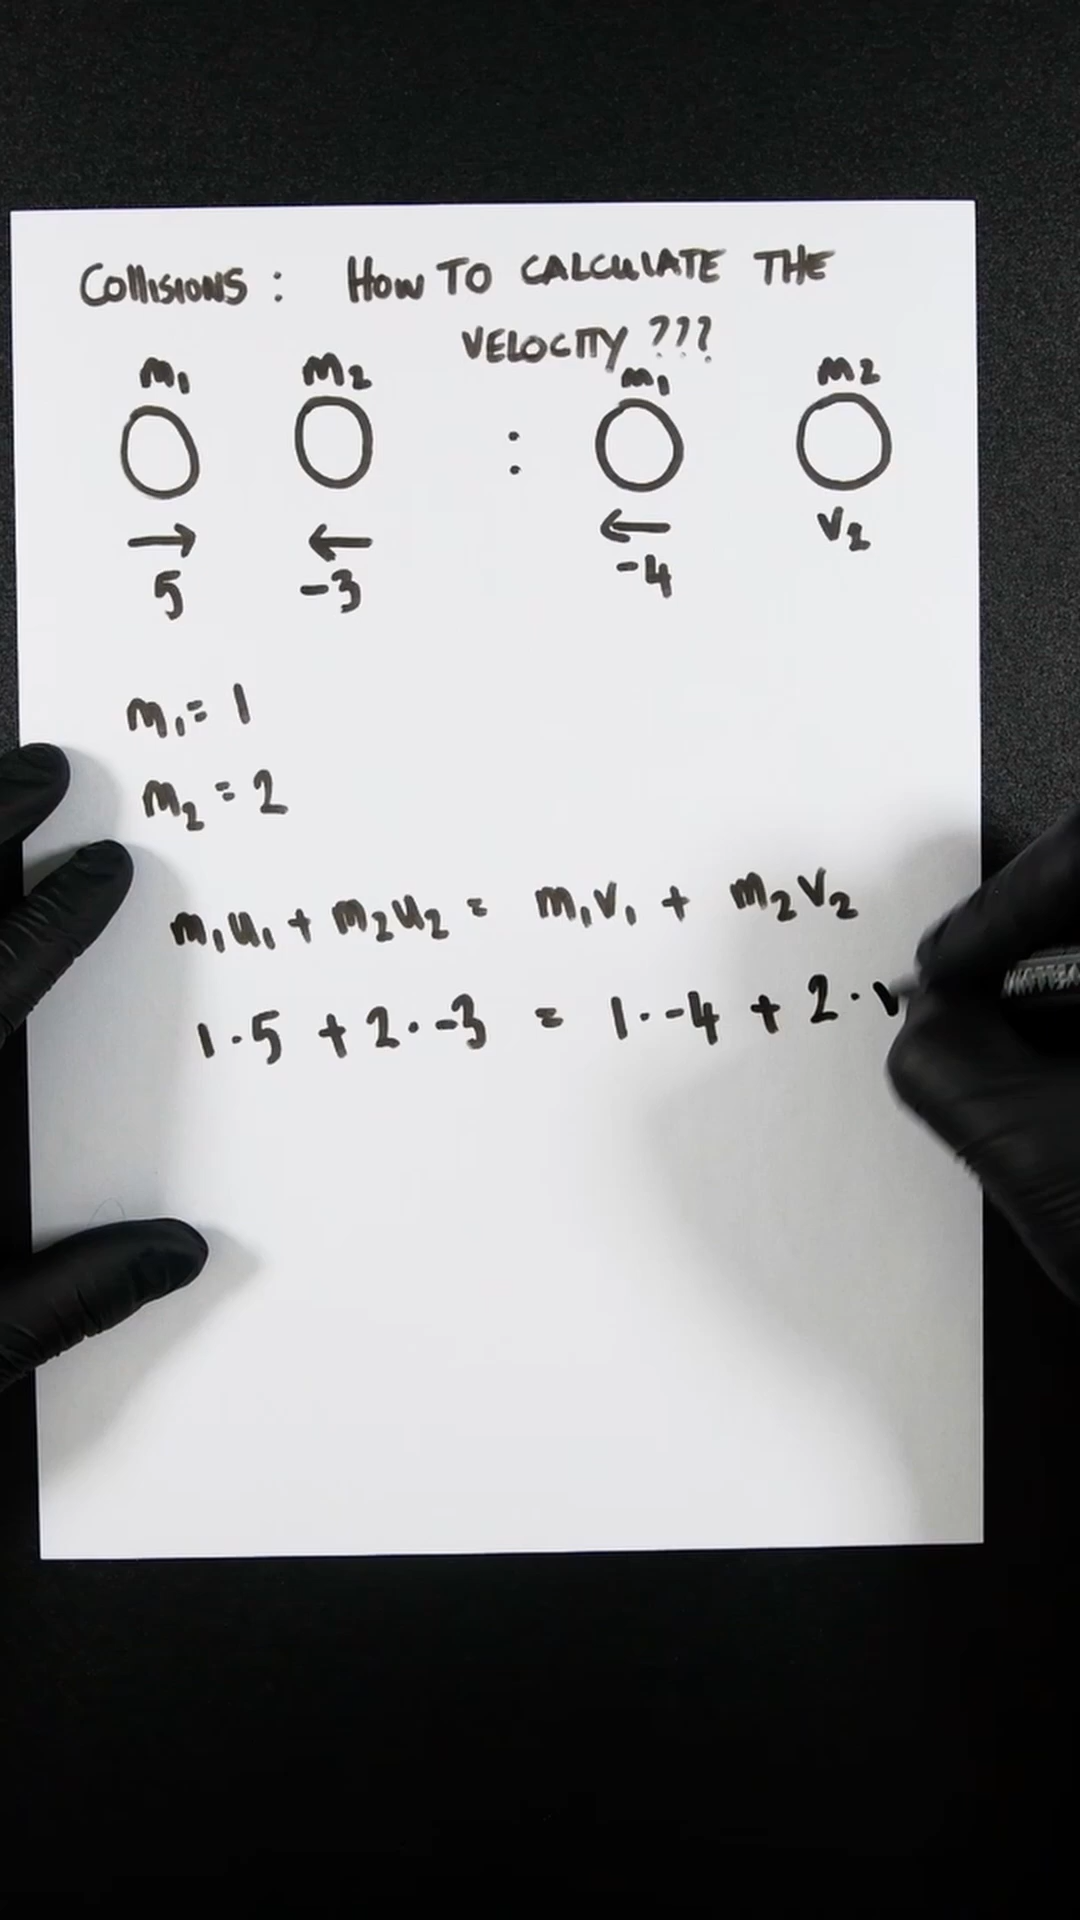 Collisions: How To CALCULATE THE
VELOCITY ???
m₁ m₂ : m₁ m₂
→ ← ← v₂
5 -3 -4
m₁ = 1
m₂ = 2
m₁u₁ + m₂u₂ = m₁v₁ + m₂v₂
1·5 + 2·-3 = 1·-4 + 2·v